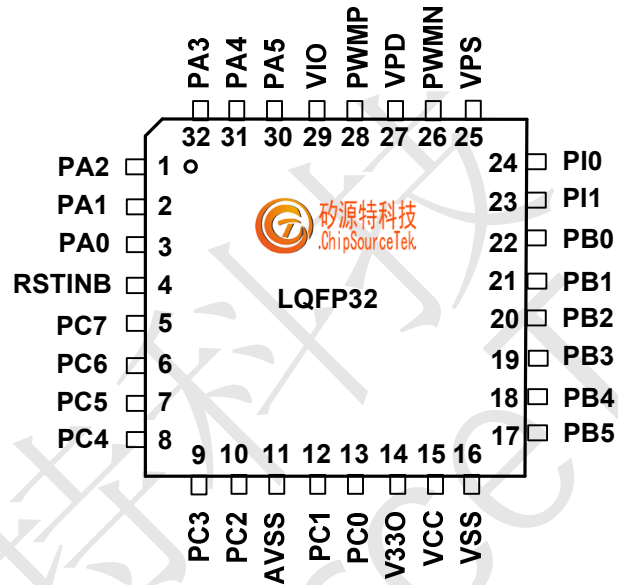 PA3 PA4 PA5 VIO PWMP VPD PWMN VPS
32 31 30 29 28 27 26 25
PA2 1
PA1 2
PA0 3
RSTINB 4
PC7 5
PC6 6
PC5 7
PC4 8
24 PI0
23 PI1
22 PB0
21 PB1
20 PB2
19 PB3
18 PB4
17 PB5
矽源特科技
.ChipSourceTek.
LQFP32
9 10 11 12 13 14 15 16
PC3 PC2 AVSS PC1 PC0 V33O VCC VSS